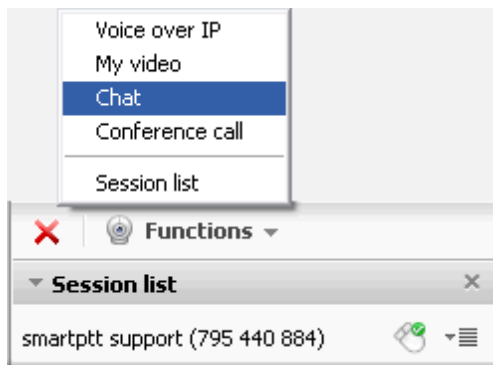 Voice over IP
My video
Chat
Conference call
Session list
Functions
Session list
smartptt support (795 440 884)